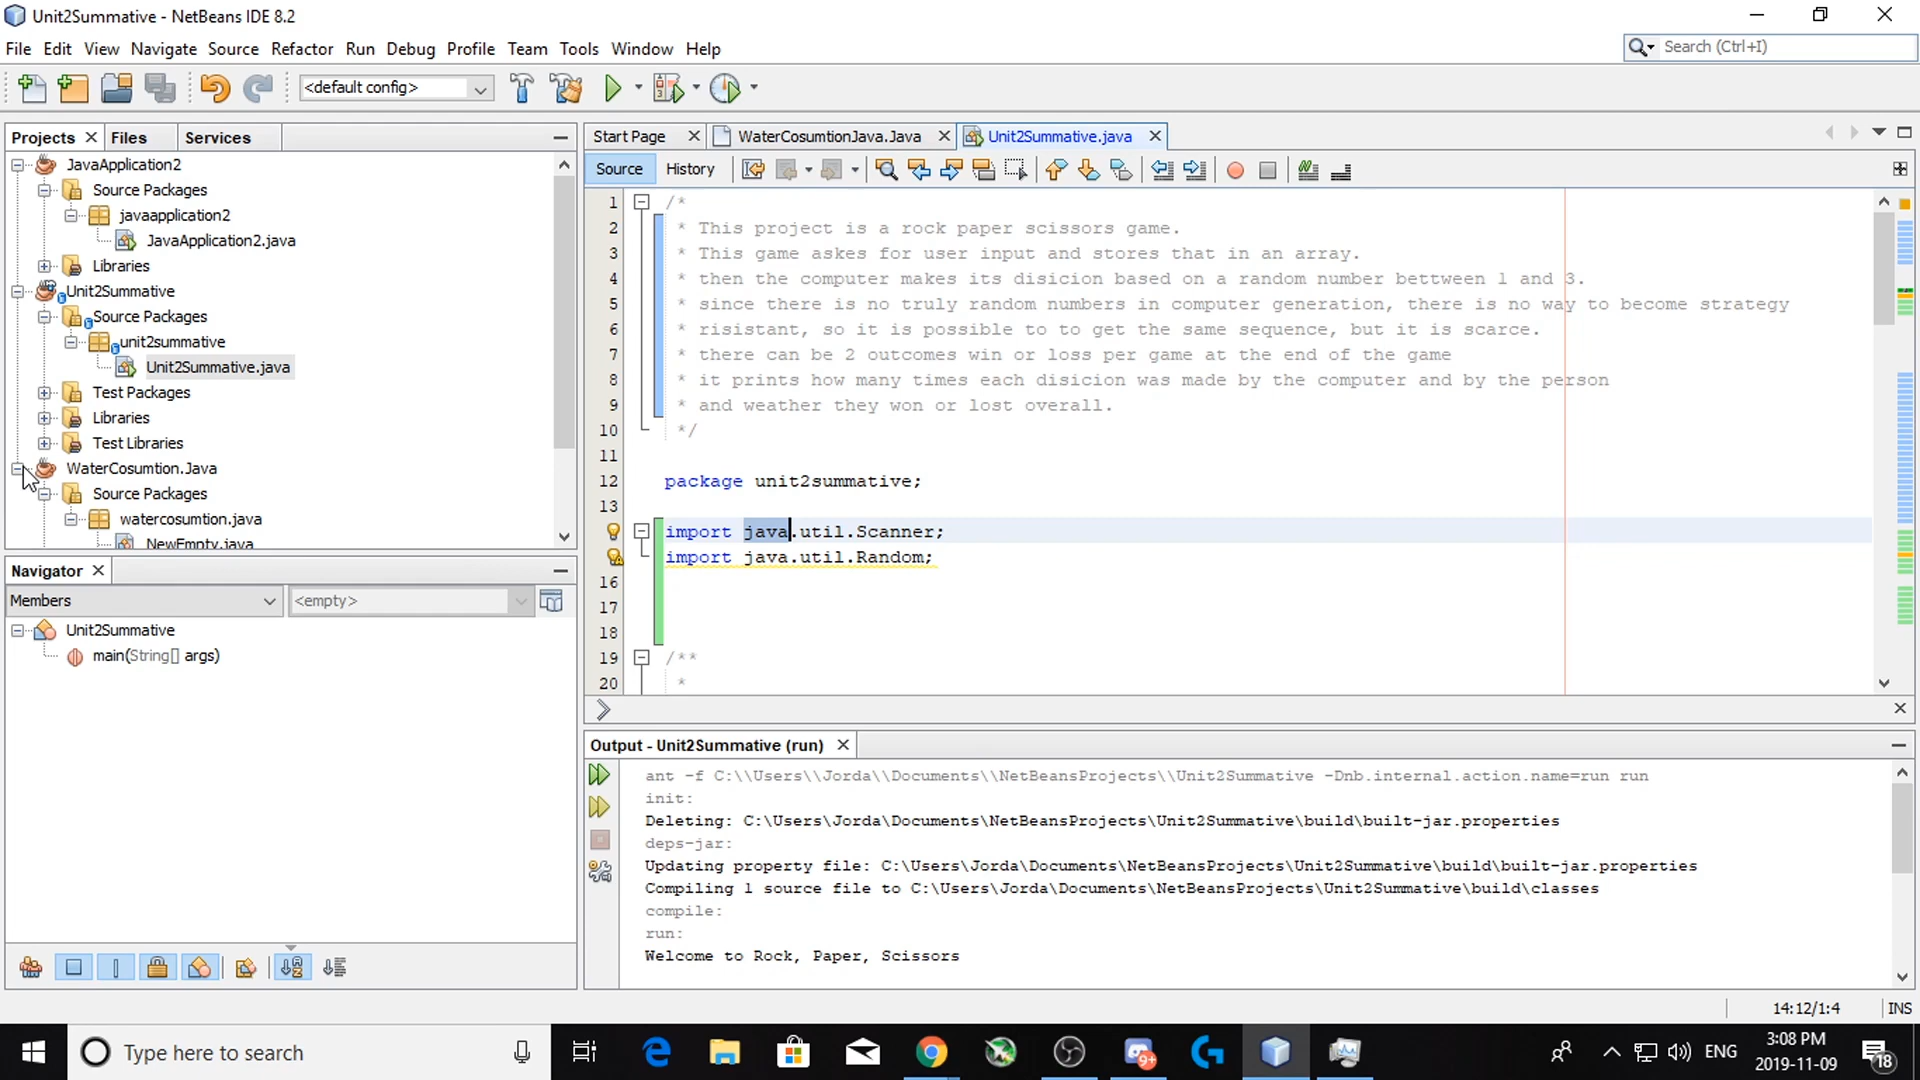 Unit2Summative - NetBeans IDE 8.2
File Edit View Navigate Source Refactor Run Debug Profile Team Tools Window Help
Search (Ctrl+I)
<default config>
Projects Files Services
JavaApplication2
Source Packages
javaapplication2
JavaApplication2.java
Libraries
Unit2Summative
Source Packages
unit2summative
Unit2Summative.java
Test Packages
Libraries
Test Libraries
WaterCosumtion.Java
Source Packages
watercosumtion.java
NewEmpty.java
Navigator
Members
<empty>
Unit2Summative
main(String[] args)
Start Page WaterCosumtionJava.Java Unit2Summative.java
Source History
1 /*
2 * This project is a rock paper scissors game.
3 * This game askes for user input and stores that in an array.
4 * then the computer makes its disicion based on a random number bettween 1 and 3.
5 * since there is no truly random numbers in computer generation, there is no way to become strategy
6 * risistant, so it is possible to to get the same sequence, but it is scarce.
7 * there can be 2 outcomes win or loss per game at the end of the game
8 * it prints how many times each disicion was made by the computer and by the person
9 * and weather they won or lost overall.
10 */
11
12 package unit2summative;
13
import java.util.Scanner;
import java.util.Random;
16
17
18
19 /**
20 *
Output - Unit2Summative (run)
ant -f C:\\Users\\Jorda\\Documents\\NetBeansProjects\\Unit2Summative -Dnb.internal.action.name=run run
init:
Deleting: C:\Users\Jorda\Documents\NetBeansProjects\Unit2Summative\build\built-jar.properties
deps-jar:
Updating property file: C:\Users\Jorda\Documents\NetBeansProjects\Unit2Summative\build\built-jar.properties
Compiling 1 source file to C:\Users\Jorda\Documents\NetBeansProjects\Unit2Summative\build\classes
compile:
run:
Welcome to Rock, Paper, Scissors
14:12/1:4 INS
Type here to search
9+
ENG
3:08 PM
2019-11-09
18